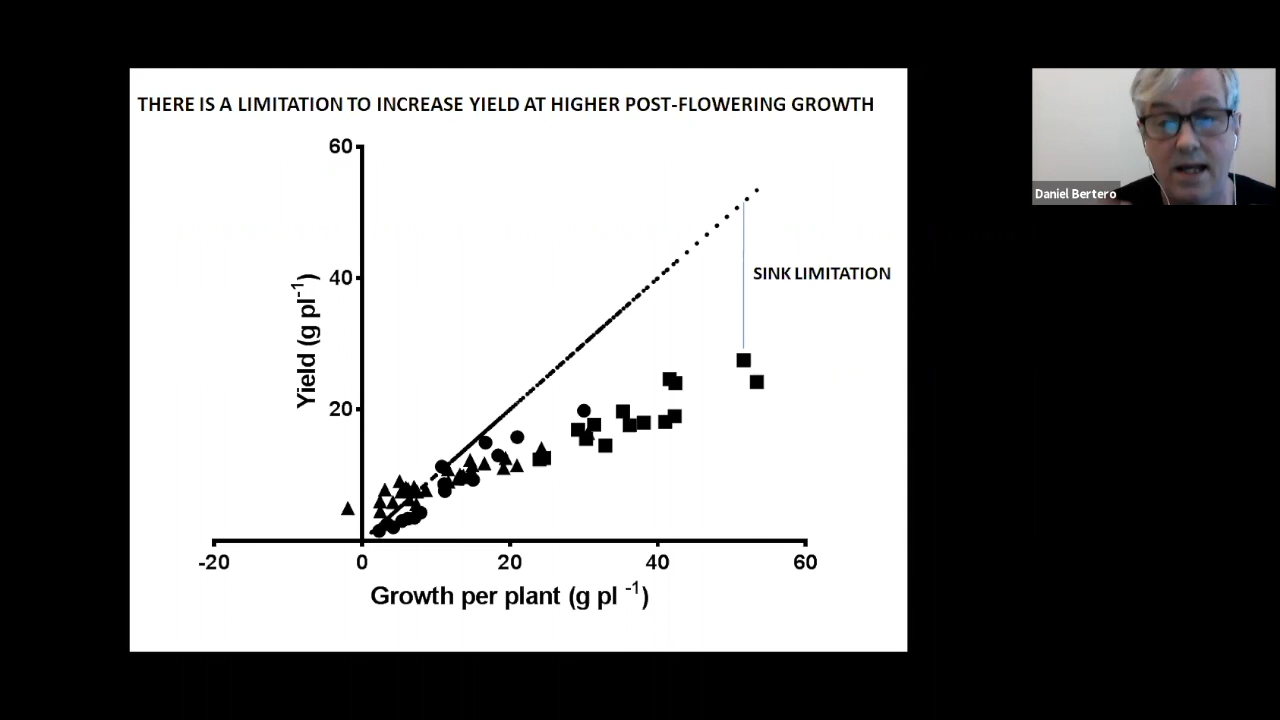 THERE IS A LIMITATION TO INCREASE YIELD AT HIGHER POST-FLOWERING GROWTH
Daniel Bertero
60
40
20
Yield (g pl⁻¹)
SINK LIMITATION
-20 0 20 40 60
Growth per plant (g pl ⁻¹)